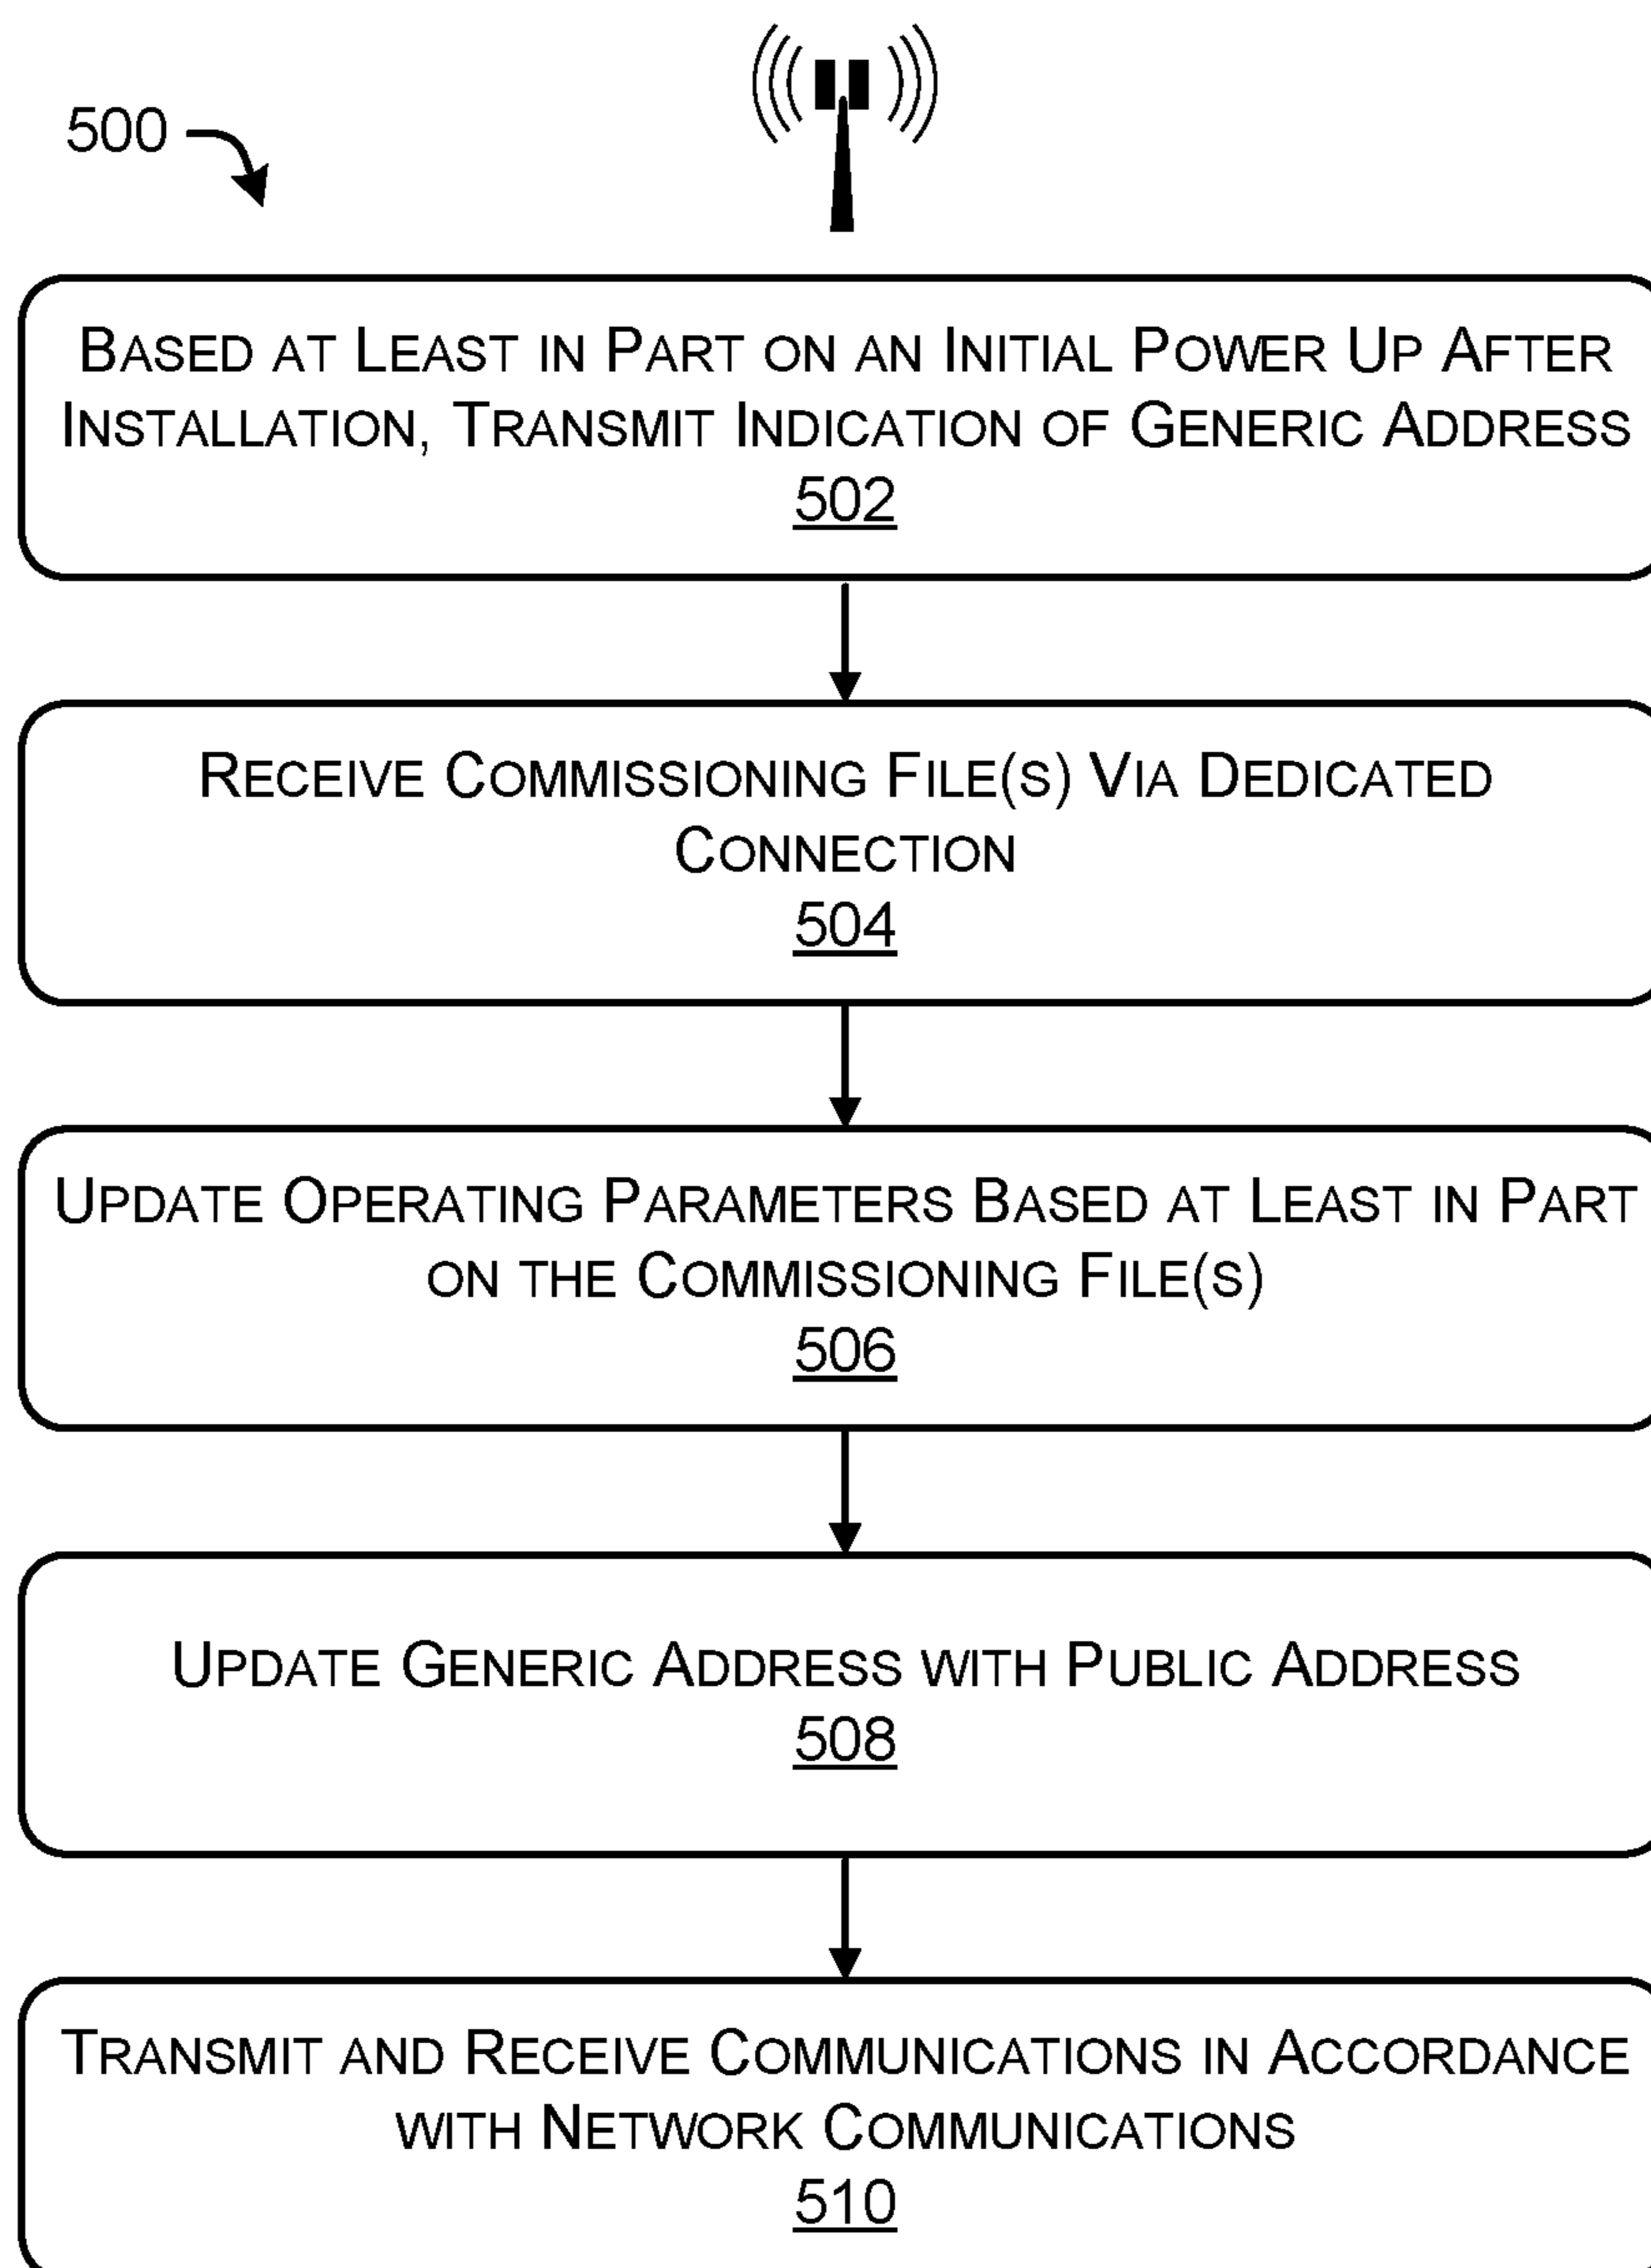 500
BASED AT LEAST IN PART ON AN INITIAL POWER UP AFTER
INSTALLATION, TRANSMIT INDICATION OF GENERIC ADDRESS
502
RECEIVE COMMISSIONING FILE(S) VIA DEDICATED
CONNECTION
504
UPDATE OPERATING PARAMETERS BASED AT LEAST IN PART
ON THE COMMISSIONING FILE(S)
506
UPDATE GENERIC ADDRESS WITH PUBLIC ADDRESS
508
TRANSMIT AND RECEIVE COMMUNICATIONS IN ACCORDANCE
WITH NETWORK COMMUNICATIONS
510